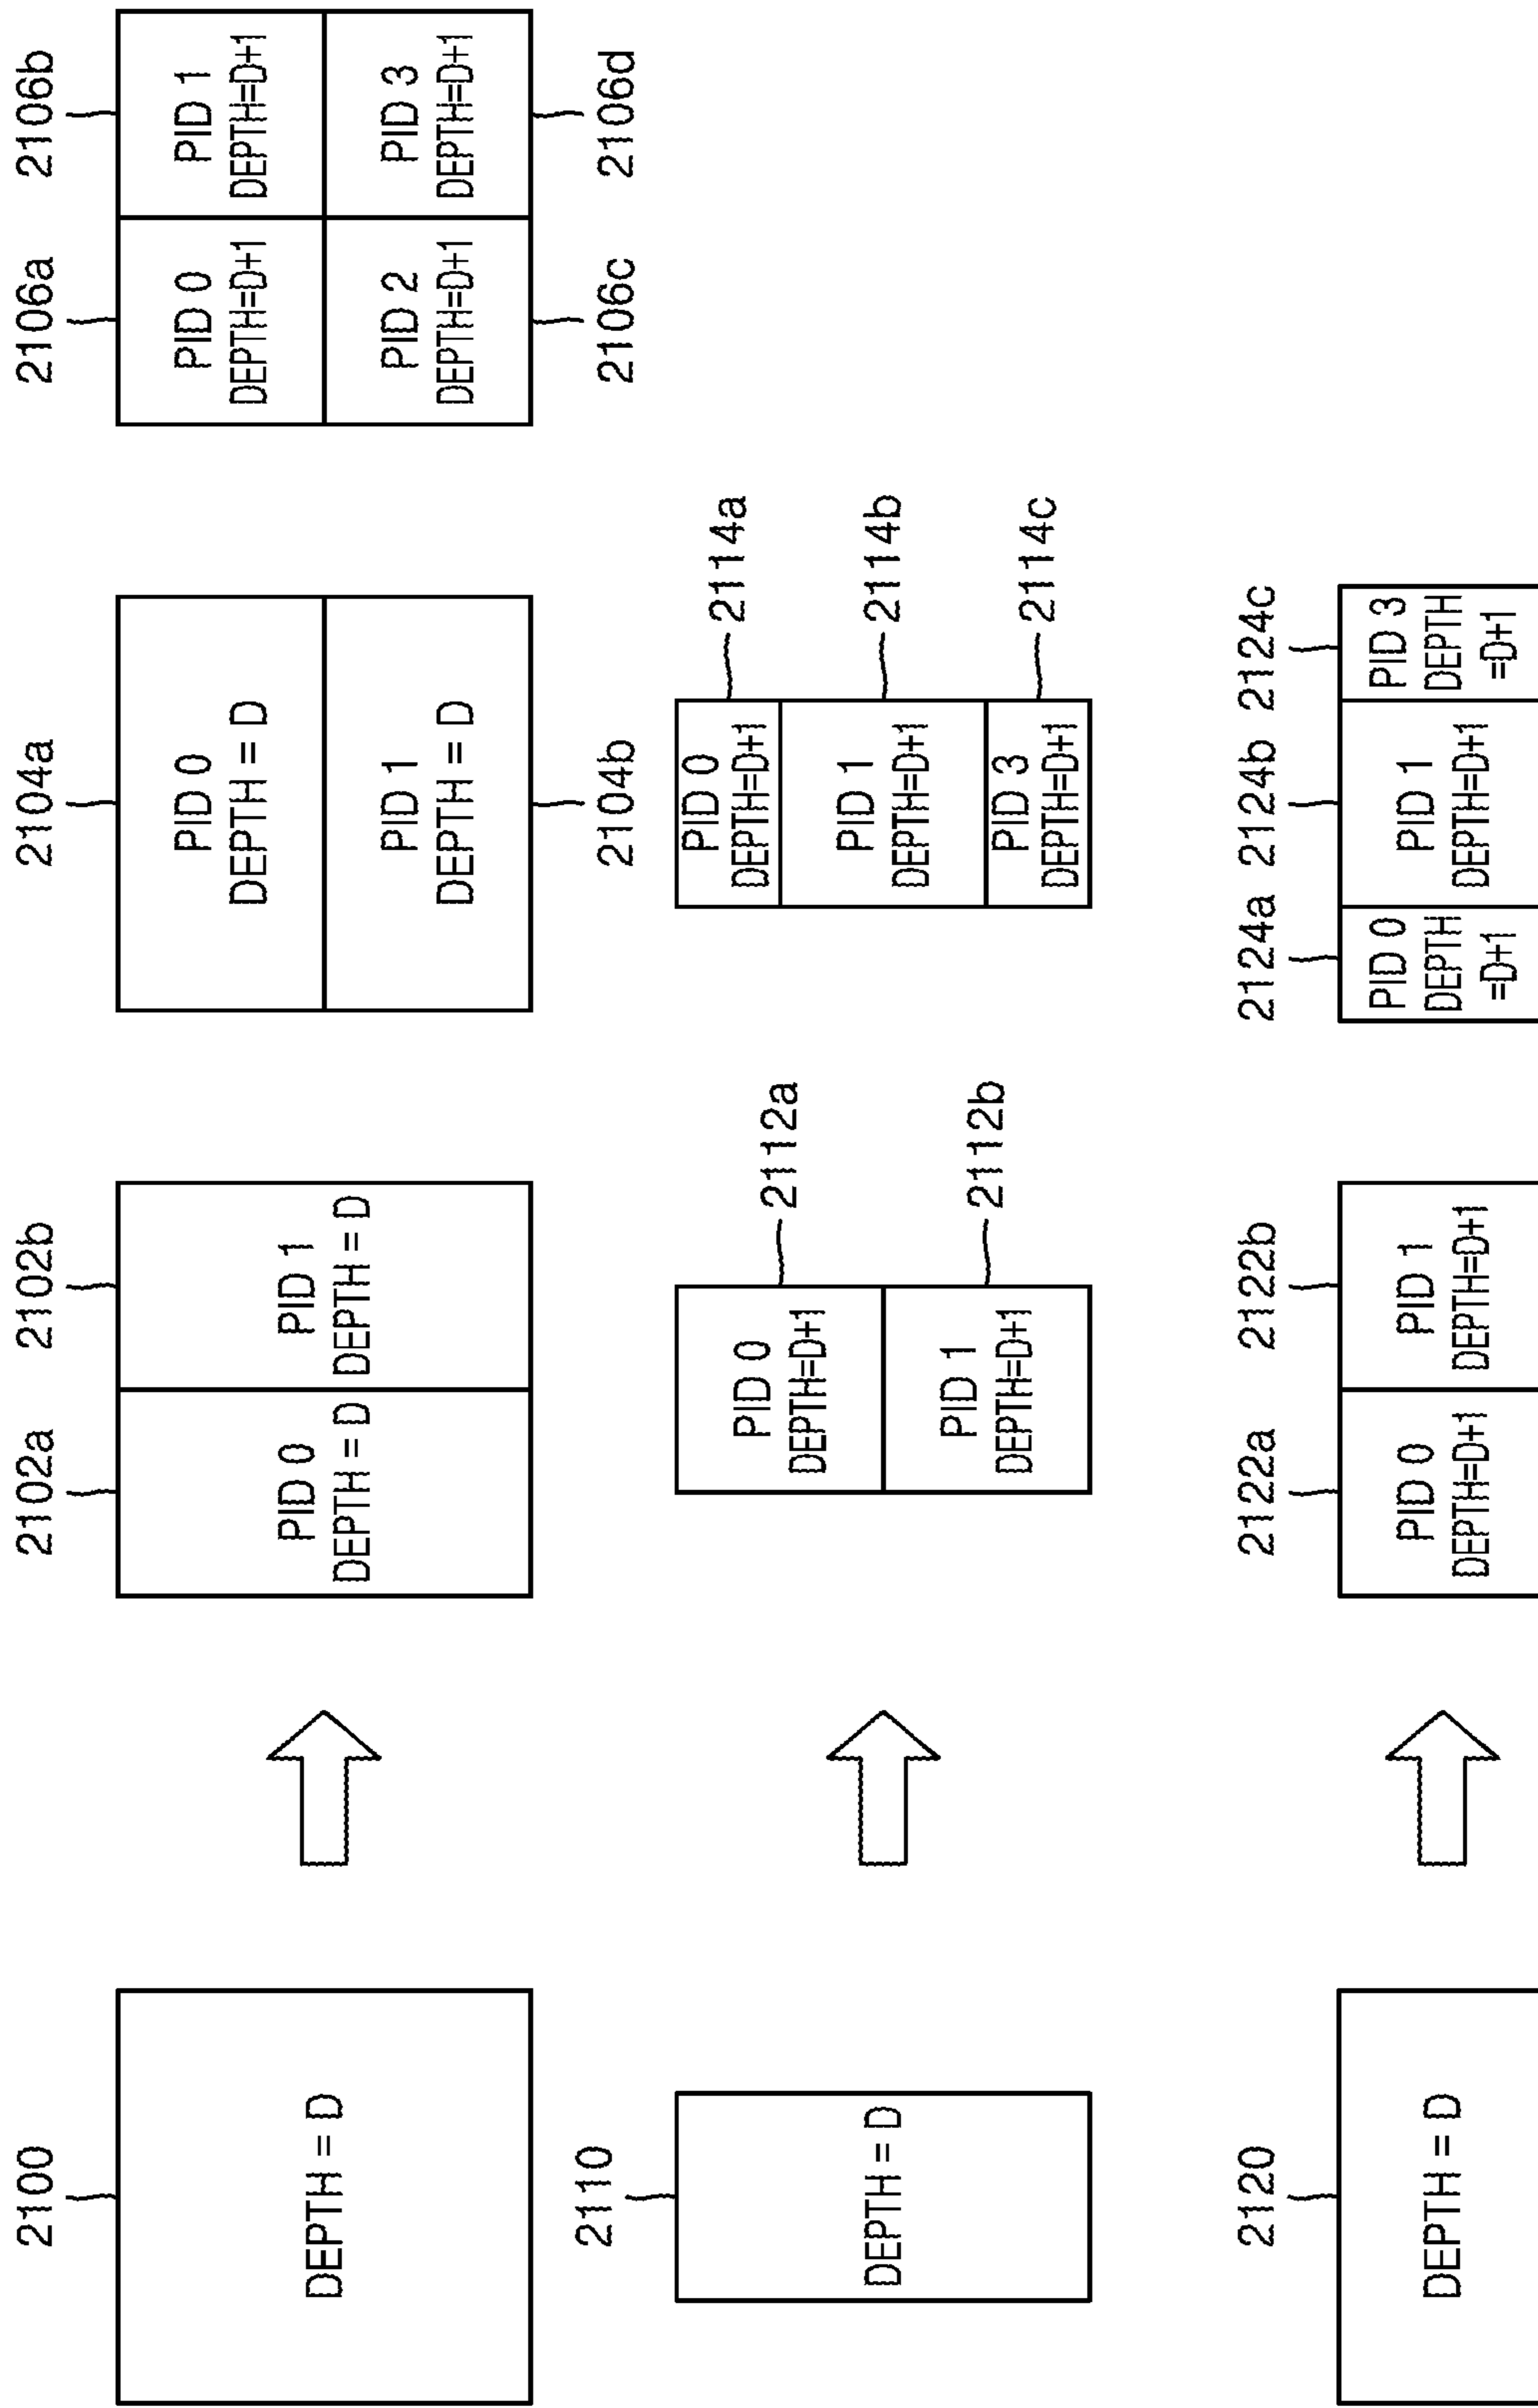 2100
DEPTH = D
2102a
2102b
PID 0
DEPTH = D
PID 1
DEPTH = D
2104a
PID 0
DEPTH = D
PID 1
DEPTH = D
2104b
2106a
2106b
PID 0
DEPTH=D+1
PID 1
DEPTH=D+1
PID 2
DEPTH=D+1
PID 3
DEPTH=D+1
2106c
2106d
2110
DEPTH = D
PID 0
DEPTH=D+1
2112a
PID 1
DEPTH=D+1
2112b
PID 0
DEPTH=D+1
2114a
PID 1
DEPTH=D+1
2114b
PID 3
DEPTH=D+1
2114c
2120
DEPTH = D
2122a
2122b
PID 0
DEPTH=D+1
PID 1
DEPTH=D+1
2124a
2124b
2124c
PID 0
DEPTH
=D+1
PID 1
DEPTH=D+1
PID 3
DEPTH
=D+1